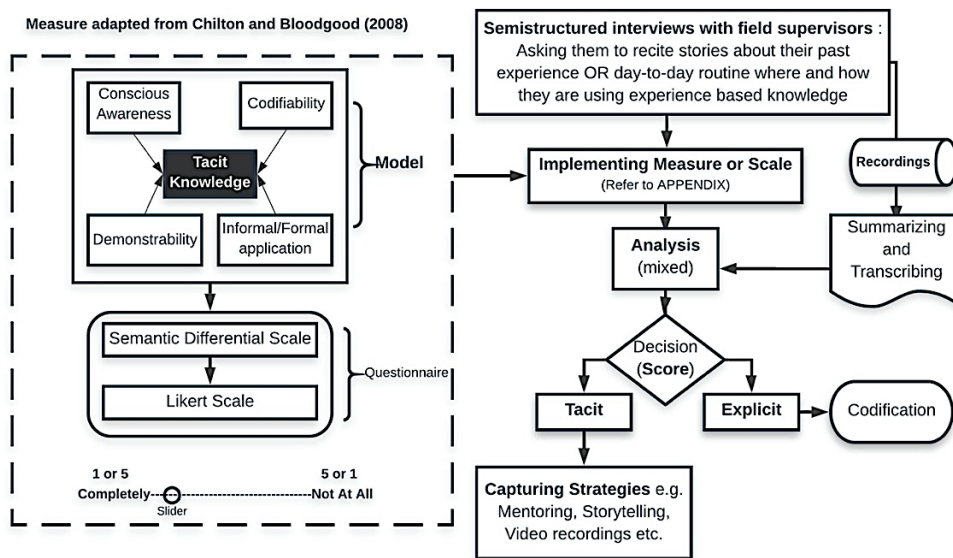 Measure adapted from Chilton and Bloodgood (2008)
Conscious
Awareness
Codifiability
Tacit
Knowledge
Model
Demonstrability
Informal/Formal
application
Semantic Differential Scale
Likert Scale
Questionnaire
1 or 5
Completely
Slider
5 or 1
Not At All
Semistructured interviews with field supervisors :
Asking them to recite stories about their past
experience OR day-to-day routine where and how
they are using experience based knowledge
Recordings
Implementing Measure or Scale
(Refer to APPENDIX)
Summarizing
and
Transcribing
Analysis
(mixed)
Decision
(Score)
Tacit
Explicit
Codification
Capturing Strategies e.g.
Mentoring, Storytelling,
Video recordings etc.